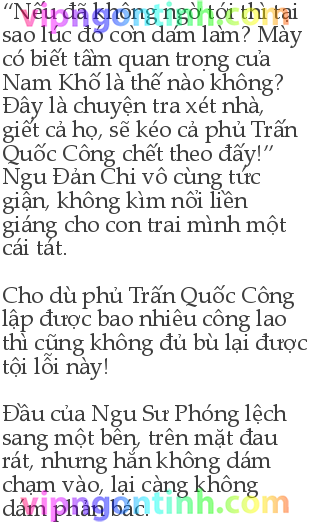 “Nếu đã không ngờ tới thì tại
sao lúc đó còn dám làm? Mày
có biết tầm quan trọng của
Nam Khố là thế nào không?
Đây là chuyện tra xét nhà,
giết cả họ, sẽ kéo cả phủ Trấn
Quốc Công chết theo đấy!”
Ngu Đản Chi vô cùng tức
giận, không kìm nổi liền
giáng cho con trai mình một
cái tát.
Cho dù phủ Trấn Quốc Công
lập được bao nhiêu công lao
thì cũng không đủ bù lại được
tội lỗi này!
Đầu của Ngu Sư Phóng lệch
sang một bên, trên mặt đau
rát, nhưng hắn không dám
chạm vào, lại càng không
dám phản bác.
vipngontinh.com
vipngontinh.com